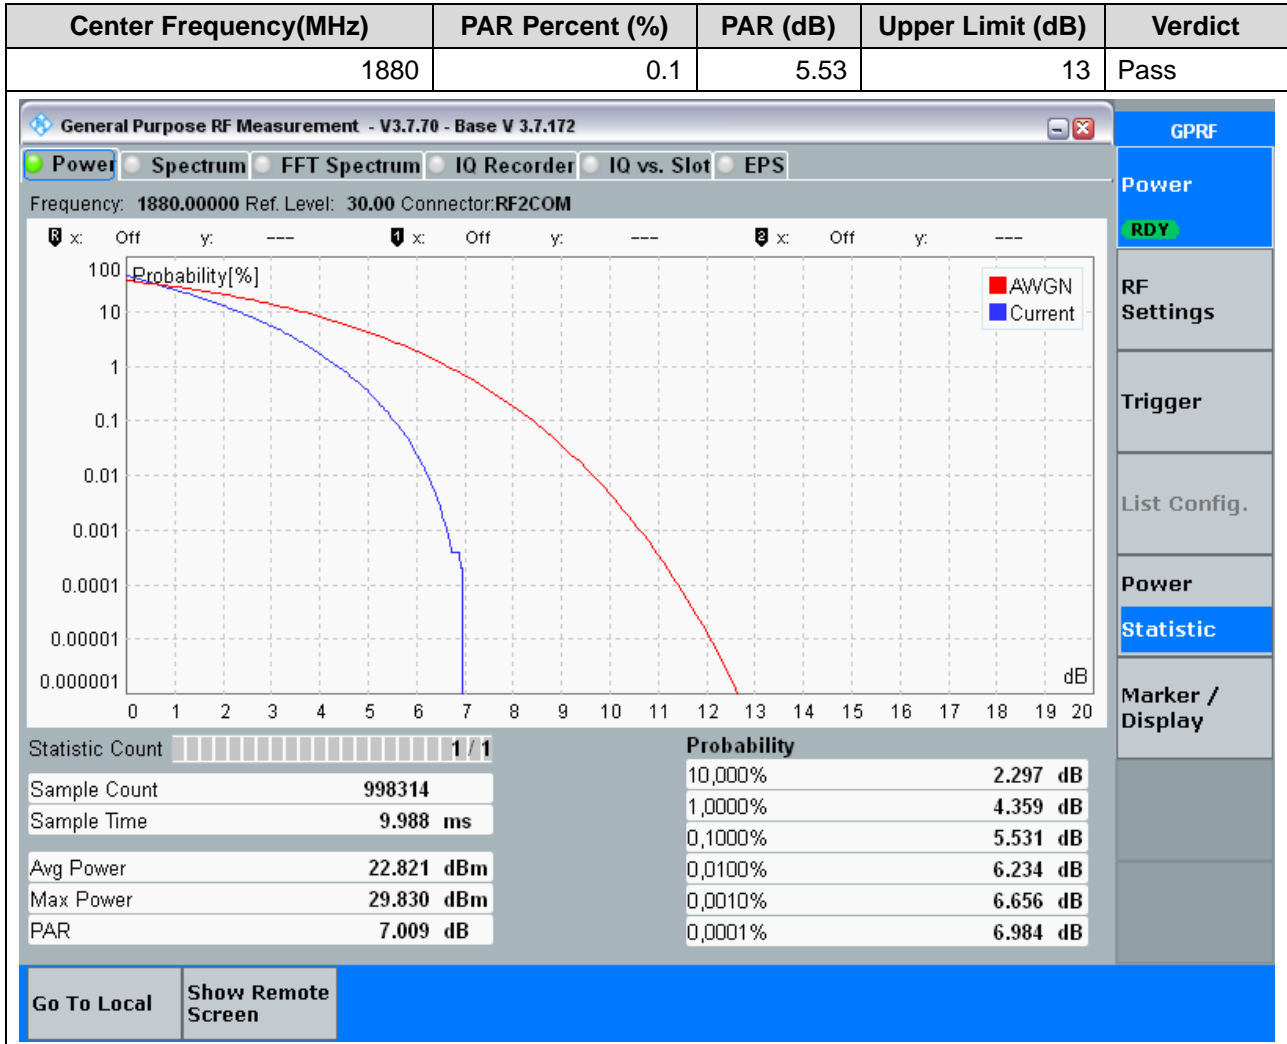 Center Frequency(MHz) PAR Percent (%) PAR (dB) Upper Limit (dB) Verdict
1880 0.1 5.53 13 Pass
General Purpose RF Measurement - V3.7.70 - Base V 3.7.172
GPRF
Power Spectrum FFT Spectrum IQ Recorder IQ vs. Slot EPS
Frequency: 1880.00000 Ref. Level: 30.00 Connector:RF2COM
R x: Off y: --- 1 x: Off y: --- 2 x: Off y: ---
Probability[%]
AWGN
Current
100
10
1
0.1
0.01
0.001
0.0001
0.00001
0.000001
dB
0 1 2 3 4 5 6 7 8 9 10 11 12 13 14 15 16 17 18 19 20
Statistic Count 1 / 1
Sample Count 998314
Sample Time 9.988 ms
Avg Power 22.821 dBm
Max Power 29.830 dBm
PAR 7.009 dB
Probability
10,000% 2.297 dB
1,0000% 4.359 dB
0,1000% 5.531 dB
0,0100% 6.234 dB
0,0010% 6.656 dB
0,0001% 6.984 dB
Power
RDY
RF
Settings
Trigger
List Config.
Power
Statistic
Marker /
Display
Go To Local
Show Remote
Screen